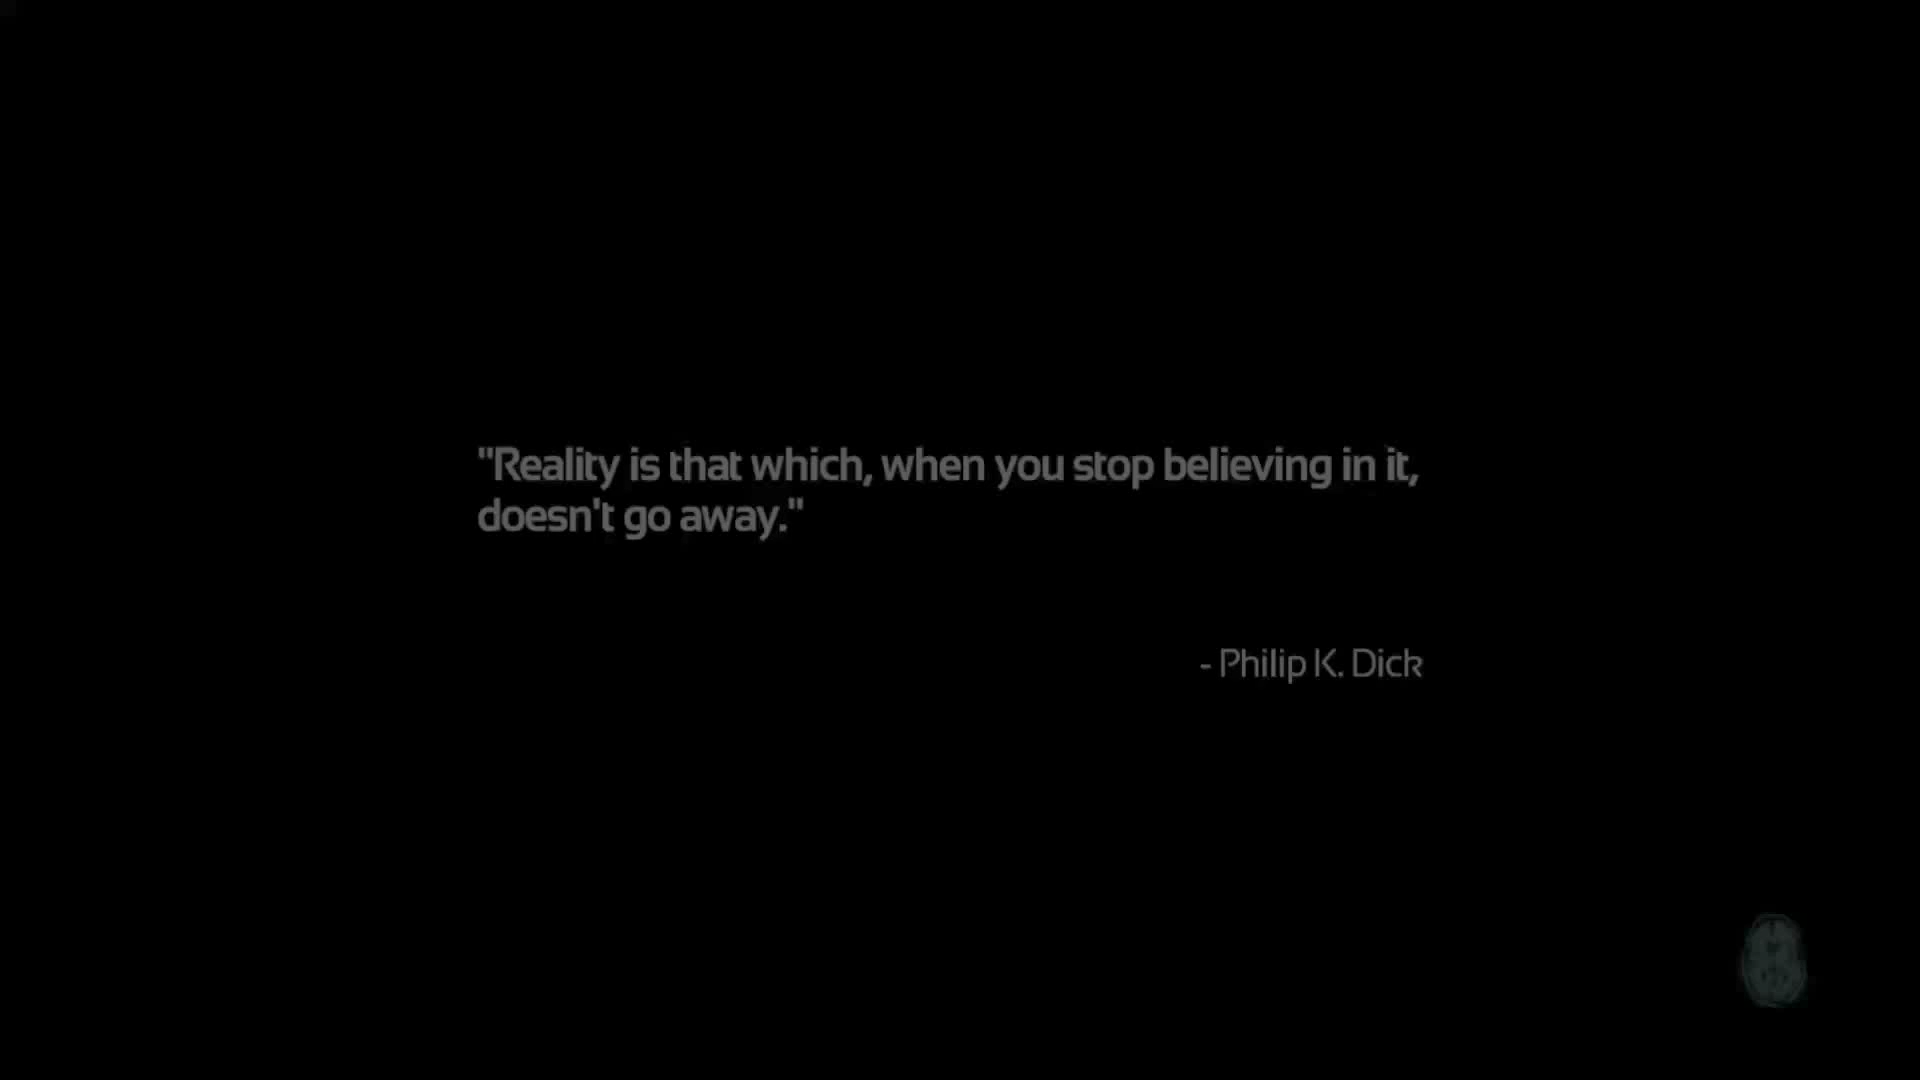 "Reality is that which, when you stop believing in it,
doesn't go away."
- Philip K. Dick